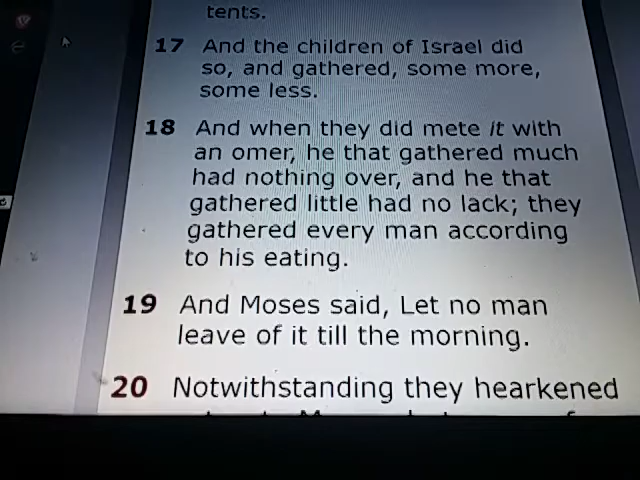 tents.
17 And the children of Israel did
so, and gathered, some more,
some less.
18 And when they did mete it with
an omer, he that gathered much
had nothing over, and he that
gathered little had no lack; they
gathered every man according
to his eating.
19 And Moses said, Let no man
leave of it till the morning.
20 Notwithstanding they hearkened